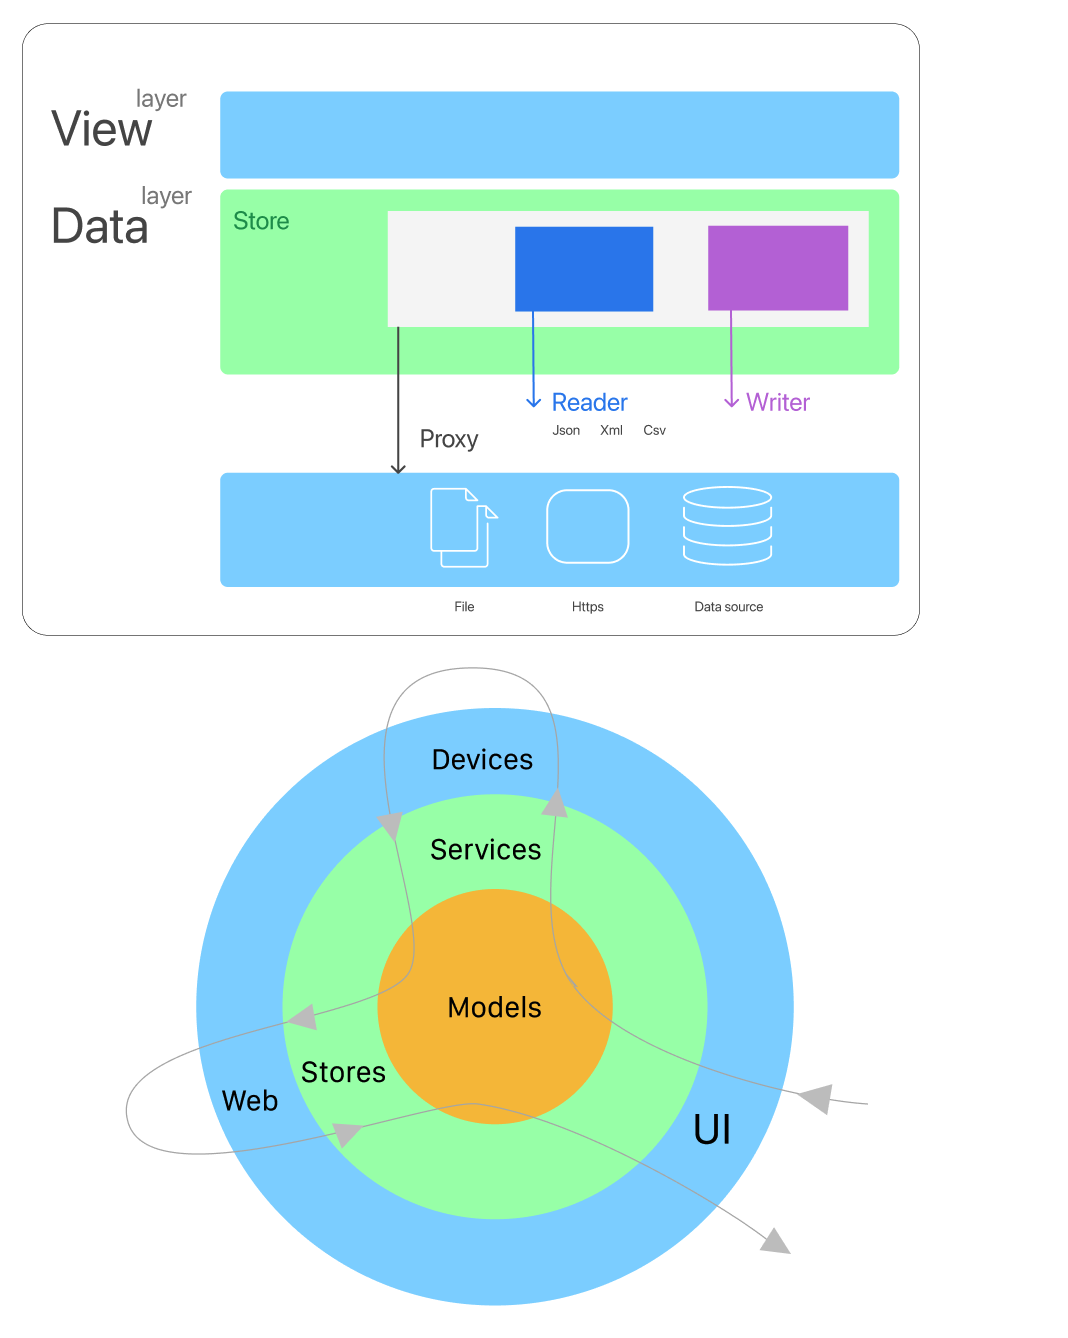 layer
View
layer
Data
Store
Reader
Writer
Json Xml Csv
Proxy
File Https Data source
Devices
Services
Models
Stores
Web
UI